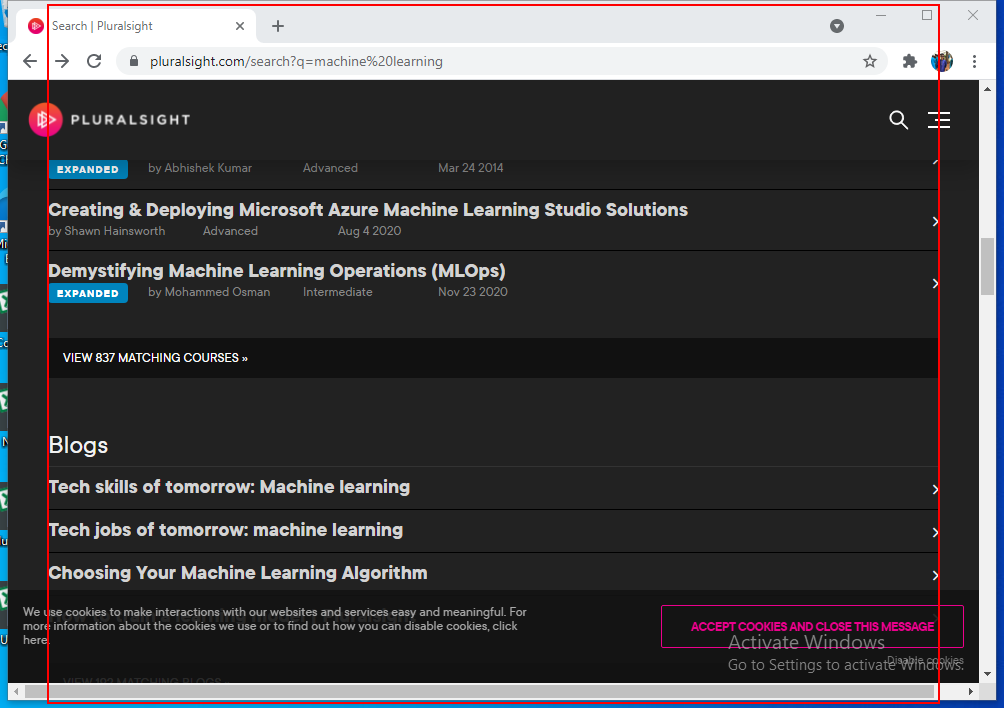 Search | Pluralsight
pluralsight.com/search?q=machine%20learning
PLURALSIGHT
EXPANDED by Abhishek Kumar Advanced Mar 24 2014
Creating & Deploying Microsoft Azure Machine Learning Studio Solutions
by Shawn Hainsworth Advanced Aug 4 2020
Demystifying Machine Learning Operations (MLOps)
EXPANDED by Mohammed Osman Intermediate Nov 23 2020
VIEW 837 MATCHING COURSES »
Blogs
Tech skills of tomorrow: Machine learning
Tech jobs of tomorrow: machine learning
Choosing Your Machine Learning Algorithm
How to train a learning model | Pluralsight
We use cookies to make interactions with our websites and services easy and meaningful. For
more information about the cookies we use or to find out how you can disable cookies, click
here.
ACCEPT COOKIES AND CLOSE THIS MESSAGE
Disable cookies
VIEW 192 MATCHING BLOGS »
Activate Windows
Go to Settings to activate Windows.